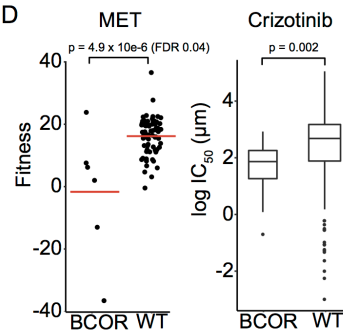 D
MET
p = 4.9 x 10e-6 (FDR 0.04)
Fitness
40
20
0
-20
-40
BCOR WT
Crizotinib
p = 0.002
log IC50 (µm)
4
2
0
-2
BCOR WT